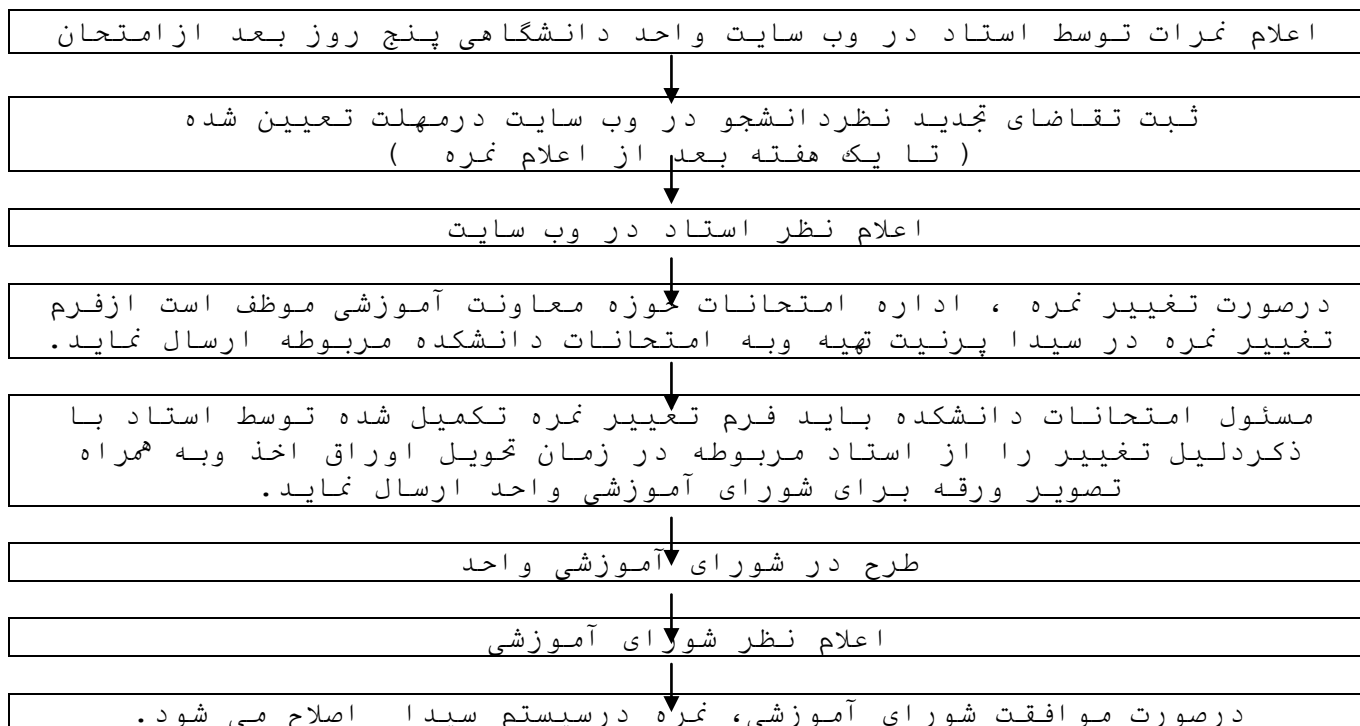 اعلام نمرات توسط استاد در وب سایت واحد دانشگاهی پنج روز بعد ازامتحان
ثبت تقاضای تجدید نظردانشجو در وب سایت درمهلت تعیین شده
( تا یک هفته بعد از اعلام نمره )
اعلام نظر استاد در وب سایت
درصورت تغییر نمره ، اداره امتحانات حوزه معاونت آموزشی موظف است ازفرم
تغییر نمره در سیدا پرنیت تهیه وبه امتحانات دانشکده مربوطه ارسال نماید.
مسئول امتحانات دانشکده باید فرم تغییر نمره تکمیل شده توسط استاد با
ذکردلیل تغییر را از استاد مربوطه در زمان تحویل اوراق اخذ وبه همراه
تصویر ورقه برای شورای آموزشی واحد ارسال نماید.
طرح در شورای آموزشی واحد
اعلام نظر شورای آموزشی
درصورت موافقت شورای آموزشی، نمره درسیستم سیدا اصلاح می شود.